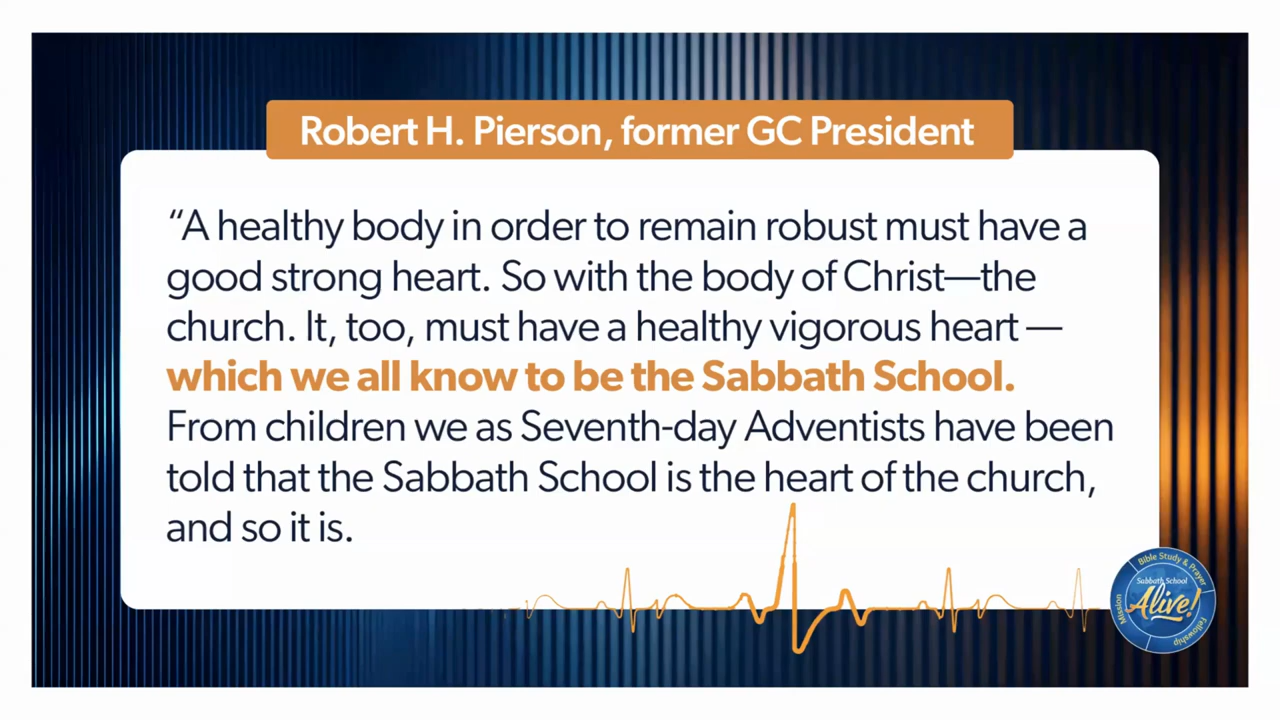 Robert H. Pierson, former GC President
“A healthy body in order to remain robust must have a
good strong heart. So with the body of Christ—the
church. It, too, must have a healthy vigorous heart —
which we all know to be the Sabbath School.
From children we as Seventh-day Adventists have been
told that the Sabbath School is the heart of the church,
and so it is.
Bible Study & Prayer
Sabbath School
Alive!
Mission
Fellowship